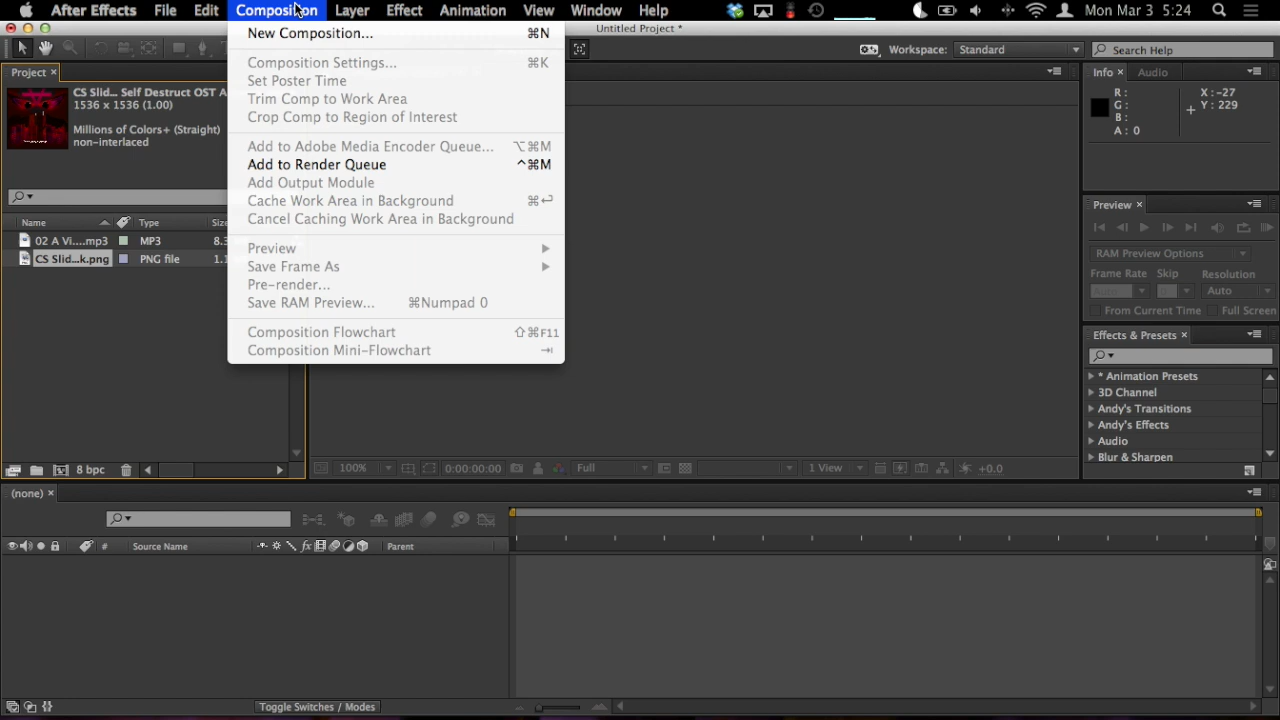 After Effects File Edit Composition Layer Effect Animation View Window Help Mon Mar 3 5:24
Untitled Project *
Workspace: Standard Search Help
New Composition... ⌘N
Composition Settings... ⌘K
Set Poster Time
Trim Comp to Work Area
Crop Comp to Region of Interest
Add to Adobe Media Encoder Queue... ⌥⌘M
Add to Render Queue ^⌘M
Add Output Module
Cache Work Area in Background ⌘↩
Cancel Caching Work Area in Background
Preview
Save Frame As
Pre-render...
Save RAM Preview... ⌘Numpad 0
Composition Flowchart ⇧⌘F11
Composition Mini-Flowchart ⇥
Project
CS Slid... Self Destruct OST A
1536 x 1536 (1.00)
Millions of Colors+ (Straight)
non-interlaced
Name Type Siz
02 A Vi....mp3 MP3 8.3
CS Slid...k.png PNG file 1.1
8 bpc
100% 0:00:00:00 Full 1 View +0.0
Info Audio
R: X: -27
G: Y: 229
B:
A: 0
Preview
RAM Preview Options
Frame Rate Skip Resolution
0 Auto
From Current Time Full Screen
Effects & Presets
* Animation Presets
3D Channel
Andy's Transitions
Andy's Effects
Audio
Blur & Sharpen
(none)
# Source Name fx Parent
Toggle Switches / Modes